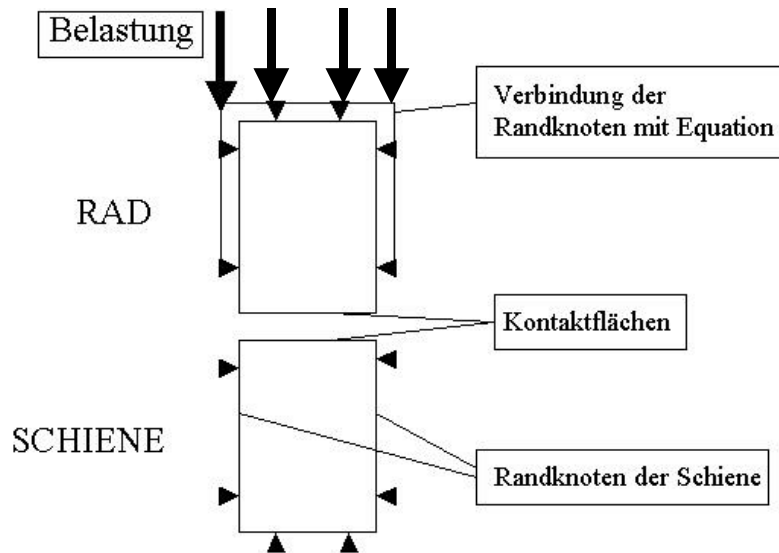 Belastung
Verbindung der
Randknoten mit Equation
RAD
Kontaktflächen
SCHIENE
Randknoten der Schiene